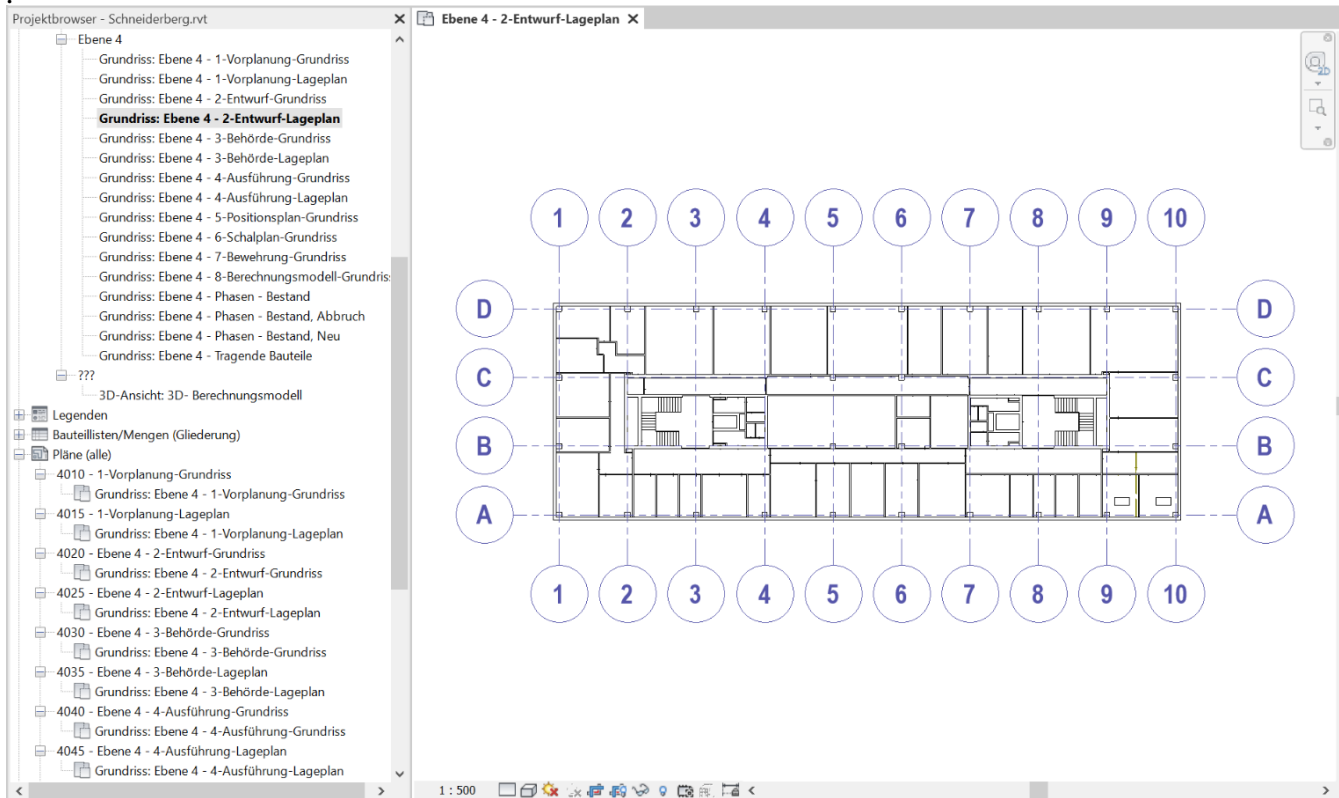 Projektbrowser - Schneiderberg.rvt
Ebene 4
Grundriss: Ebene 4 - 1-Vorplanung-Grundriss
Grundriss: Ebene 4 - 1-Vorplanung-Lageplan
Grundriss: Ebene 4 - 2-Entwurf-Grundriss
Grundriss: Ebene 4 - 2-Entwurf-Lageplan
Grundriss: Ebene 4 - 3-Behörde-Grundriss
Grundriss: Ebene 4 - 3-Behörde-Lageplan
Grundriss: Ebene 4 - 4-Ausführung-Grundriss
Grundriss: Ebene 4 - 4-Ausführung-Lageplan
Grundriss: Ebene 4 - 5-Positionsplan-Grundriss
Grundriss: Ebene 4 - 6-Schalplan-Grundriss
Grundriss: Ebene 4 - 7-Bewehrung-Grundriss
Grundriss: Ebene 4 - 8-Berechnungsmodell-Grundris
Grundriss: Ebene 4 - Phasen - Bestand
Grundriss: Ebene 4 - Phasen - Bestand, Abbruch
Grundriss: Ebene 4 - Phasen - Bestand, Neu
Grundriss: Ebene 4 - Tragende Bauteile
???
3D-Ansicht: 3D- Berechnungsmodell
Legenden
Bauteillisten/Mengen (Gliederung)
Pläne (alle)
4010 - 1-Vorplanung-Grundriss
Grundriss: Ebene 4 - 1-Vorplanung-Grundriss
4015 - 1-Vorplanung-Lageplan
Grundriss: Ebene 4 - 1-Vorplanung-Lageplan
4020 - Ebene 4 - 2-Entwurf-Grundriss
Grundriss: Ebene 4 - 2-Entwurf-Grundriss
4025 - Ebene 4 - 2-Entwurf-Lageplan
Grundriss: Ebene 4 - 2-Entwurf-Lageplan
4030 - Ebene 4 - 3-Behörde-Grundriss
Grundriss: Ebene 4 - 3-Behörde-Grundriss
4035 - Ebene 4 - 3-Behörde-Lageplan
Grundriss: Ebene 4 - 3-Behörde-Lageplan
4040 - Ebene 4 - 4-Ausführung-Grundriss
Grundriss: Ebene 4 - 4-Ausführung-Grundriss
4045 - Ebene 4 - 4-Ausführung-Lageplan
Grundriss: Ebene 4 - 4-Ausführung-Lageplan
Ebene 4 - 2-Entwurf-Lageplan
2D
1 2 3 4 5 6 7 8 9 10
D D
C C
B B
A A
1 2 3 4 5 6 7 8 9 10
1 : 500